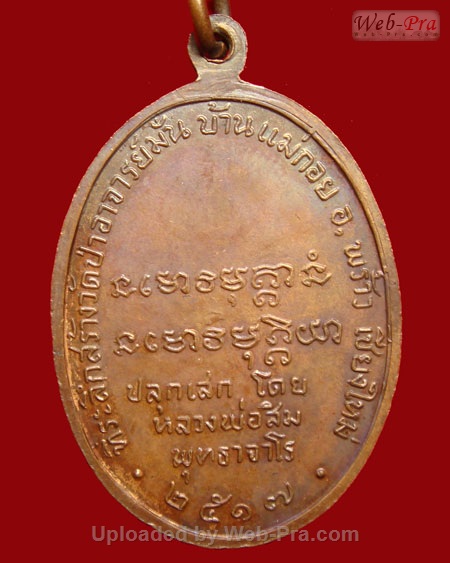 Web-Pra
Web-Pra.com
ที่ระลึกสร้างวัดป่าอาจารย์มั่น บ้านแม่กอย อ. พร้าว เชียงใหม่
ปลุกเสก โดย
หลวงพ่อสิม
พุทธาจาโร
๒๕๑๗
Uploaded by Web-Pra.com